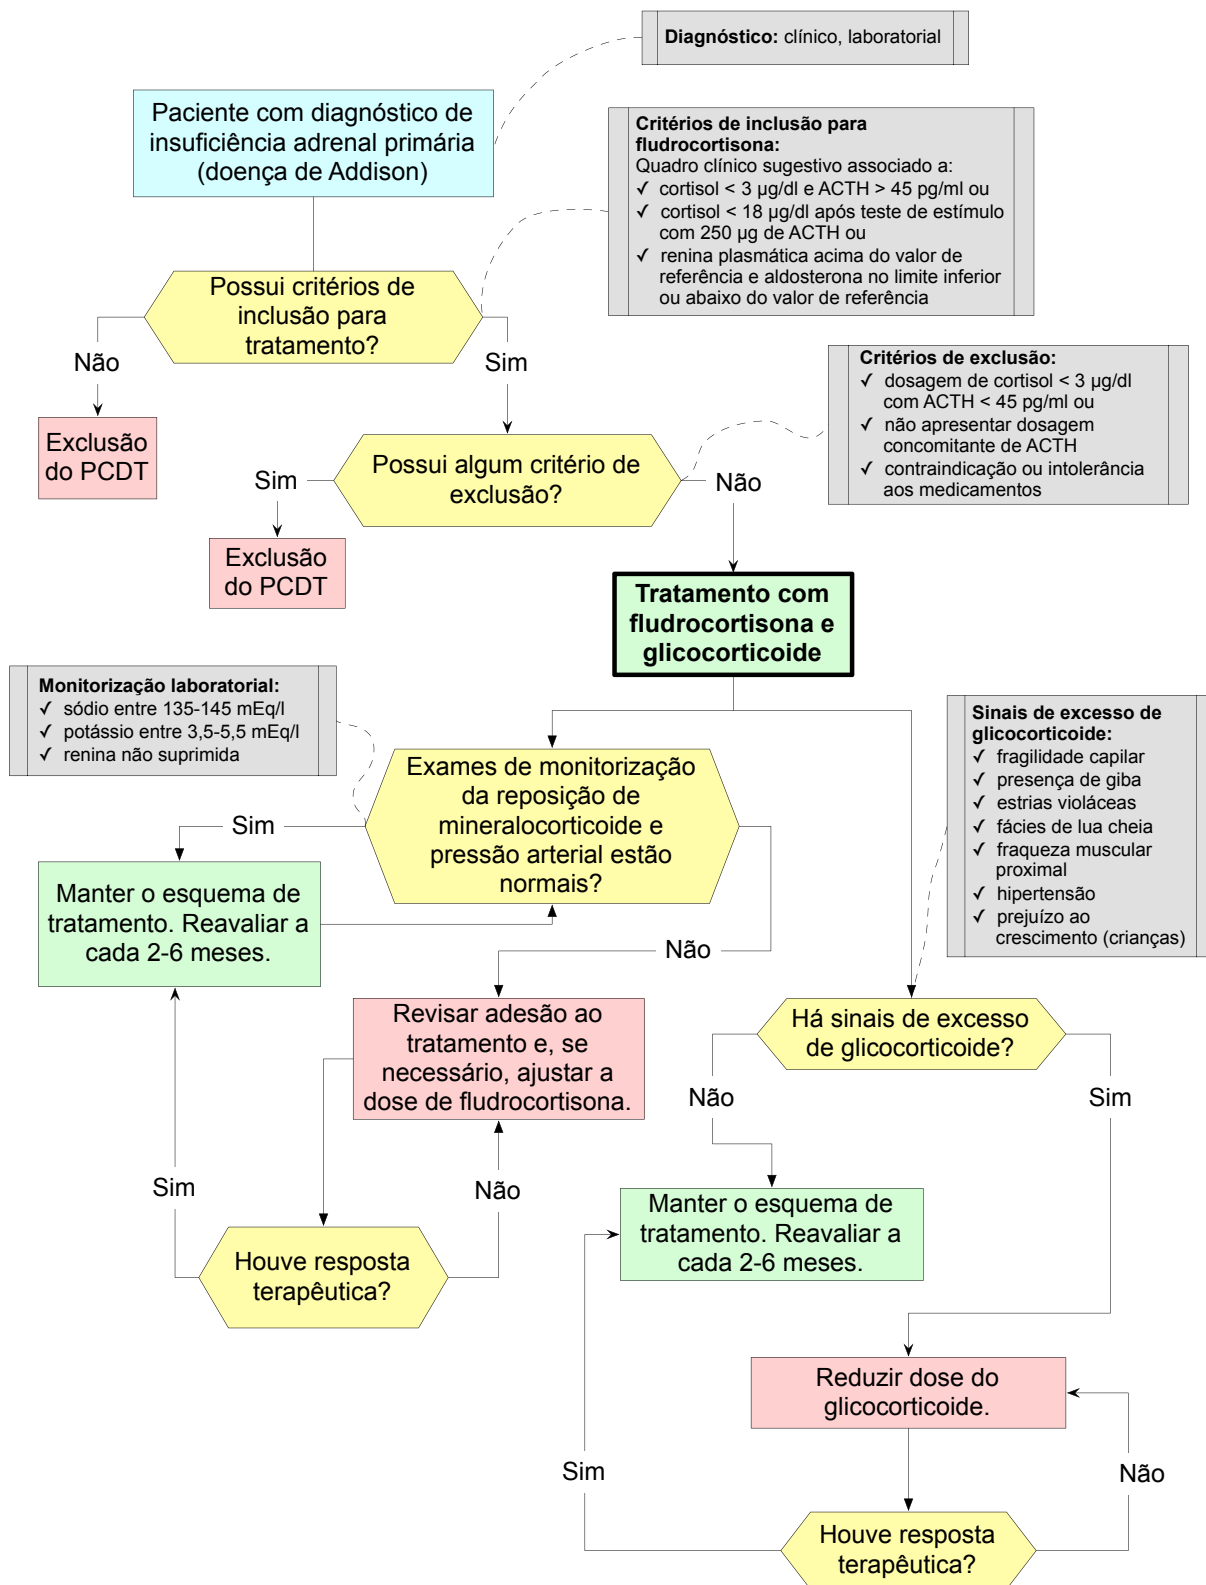 Diagnóstico: clínico, laboratorial
Paciente com diagnóstico de
insuficiência adrenal primária
(doença de Addison)
Critérios de inclusão para
fludrocortisona:
Quadro clínico sugestivo associado a:
✓ cortisol < 3 µg/dl e ACTH > 45 pg/ml ou
✓ cortisol < 18 µg/dl após teste de estímulo
com 250 µg de ACTH ou
✓ renina plasmática acima do valor de
referência e aldosterona no limite inferior
ou abaixo do valor de referência
Possui critérios de
inclusão para
tratamento?
Não
Sim
Exclusão
do PCDT
Critérios de exclusão:
✓ dosagem de cortisol < 3 µg/dl
com ACTH < 45 pg/ml ou
✓ não apresentar dosagem
concomitante de ACTH
✓ contraindicação ou intolerância
aos medicamentos
Possui algum critério de
exclusão?
Sim
Não
Exclusão
do PCDT
Tratamento com
fludrocortisona e
glicocorticoide
Monitorização laboratorial:
✓ sódio entre 135-145 mEq/l
✓ potássio entre 3,5-5,5 mEq/l
✓ renina não suprimida
Sinais de excesso de
glicocorticoide:
✓ fragilidade capilar
✓ presença de giba
✓ estrias violáceas
✓ fácies de lua cheia
✓ fraqueza muscular
proximal
✓ hipertensão
✓ prejuízo ao
crescimento (crianças)
Exames de monitorização
da reposição de
mineralocorticoide e
pressão arterial estão
normais?
Sim
Não
Manter o esquema de
tratamento. Reavaliar a
cada 2-6 meses.
Revisar adesão ao
tratamento e, se
necessário, ajustar a
dose de fludrocortisona.
Há sinais de excesso
de glicocorticoide?
Não
Sim
Sim
Não
Manter o esquema de
tratamento. Reavaliar a
cada 2-6 meses.
Houve resposta
terapêutica?
Reduzir dose do
glicocorticoide.
Sim
Não
Houve resposta
terapêutica?